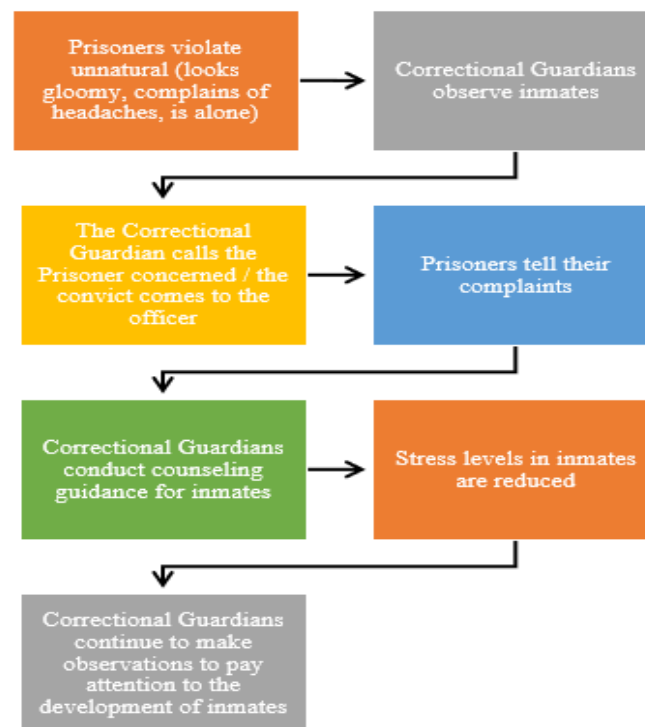 Prisoners violate
unnatural (looks
gloomy, complains of
headaches, is alone)
Correctional Guardians
observe inmates
The Correctional
Guardian calls the
Prisoner concerned / the
convict comes to the
officer
Prisoners tell their
complaints
Correctional Guardians
conduct counseling
guidance for inmates
Stress levels in inmates
are reduced
Correctional Guardians
continue to make
observations to pay
attention to the
development of inmates